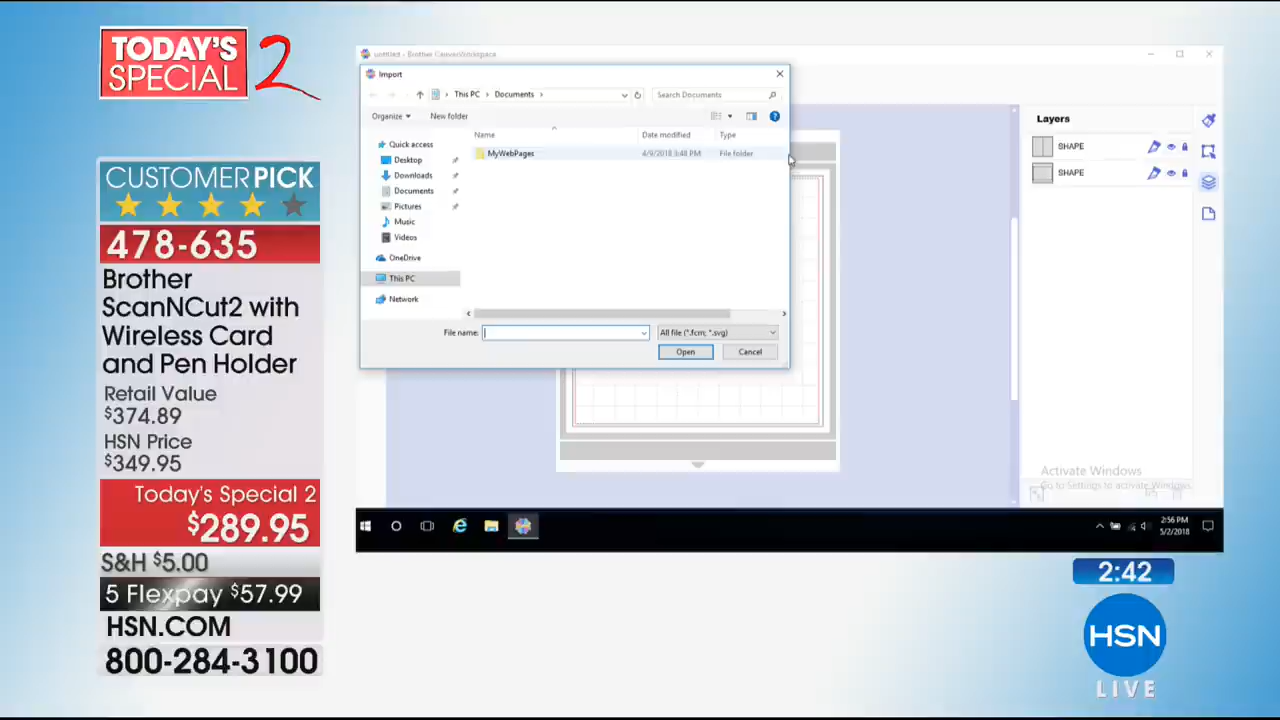 TODAY'S
SPECIAL 2
CUSTOMER PICK
478-635
Brother
ScanNCut2 with
Wireless Card
and Pen Holder
Retail Value
$374.89
HSN Price
$349.95
Today's Special 2
$289.95
S&H $5.00
5 Flexpay $57.99
HSN.COM
800-284-3100
untitled - Brother CanvasWorkspace
Import
This PC > Documents >
Search Documents
Organize
New folder
Name
Date modified
Type
MyWebPages
4/9/2018 3:48 PM
File folder
Quick access
Desktop
Downloads
Documents
Pictures
Music
Videos
OneDrive
This PC
Network
File name:
All file (*.fcm; *.svg)
Open
Cancel
Layers
SHAPE
SHAPE
Activate Windows
Go to Settings to activate Windows.
2:56 PM
5/2/2018
2:42
HSN
LIVE